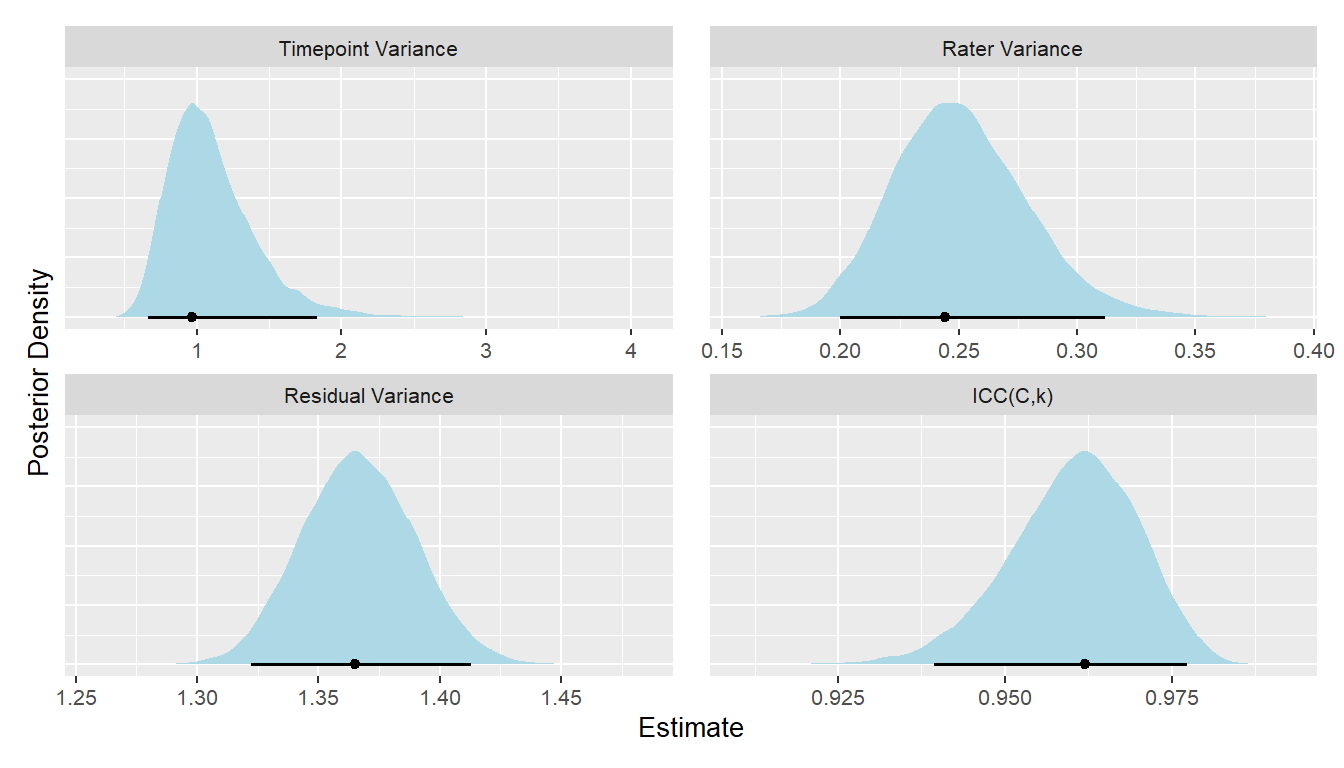 Timepoint Variance
Rater Variance
1 2 3 4
0.15 0.20 0.25 0.30 0.35 0.40
Residual Variance
ICC(C,k)
1.25 1.30 1.35 1.40 1.45
0.925 0.950 0.975
Posterior Density
Estimate